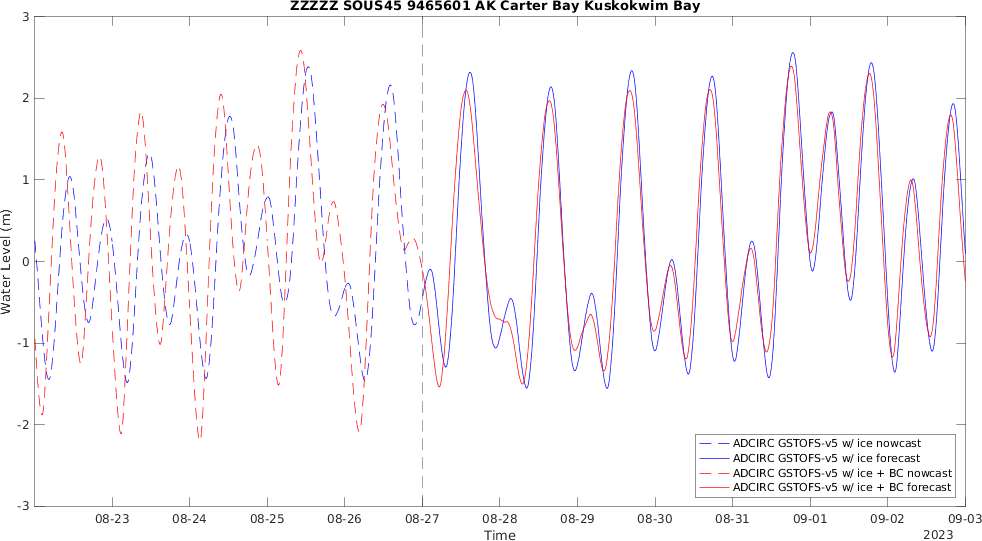 ZZZZZ SOUS45 9465601 AK Carter Bay Kuskokwim Bay
3
2
1
0
-1
-2
-3
Water Level (m)
ADCIRC GSTOFS-v5 w/ ice nowcast
ADCIRC GSTOFS-v5 w/ ice forecast
ADCIRC GSTOFS-v5 w/ ice + BC nowcast
ADCIRC GSTOFS-v5 w/ ice + BC forecast
08-23 08-24 08-25 08-26 08-27 08-28 08-29 08-30 08-31 09-01 09-02 09-03
Time
2023